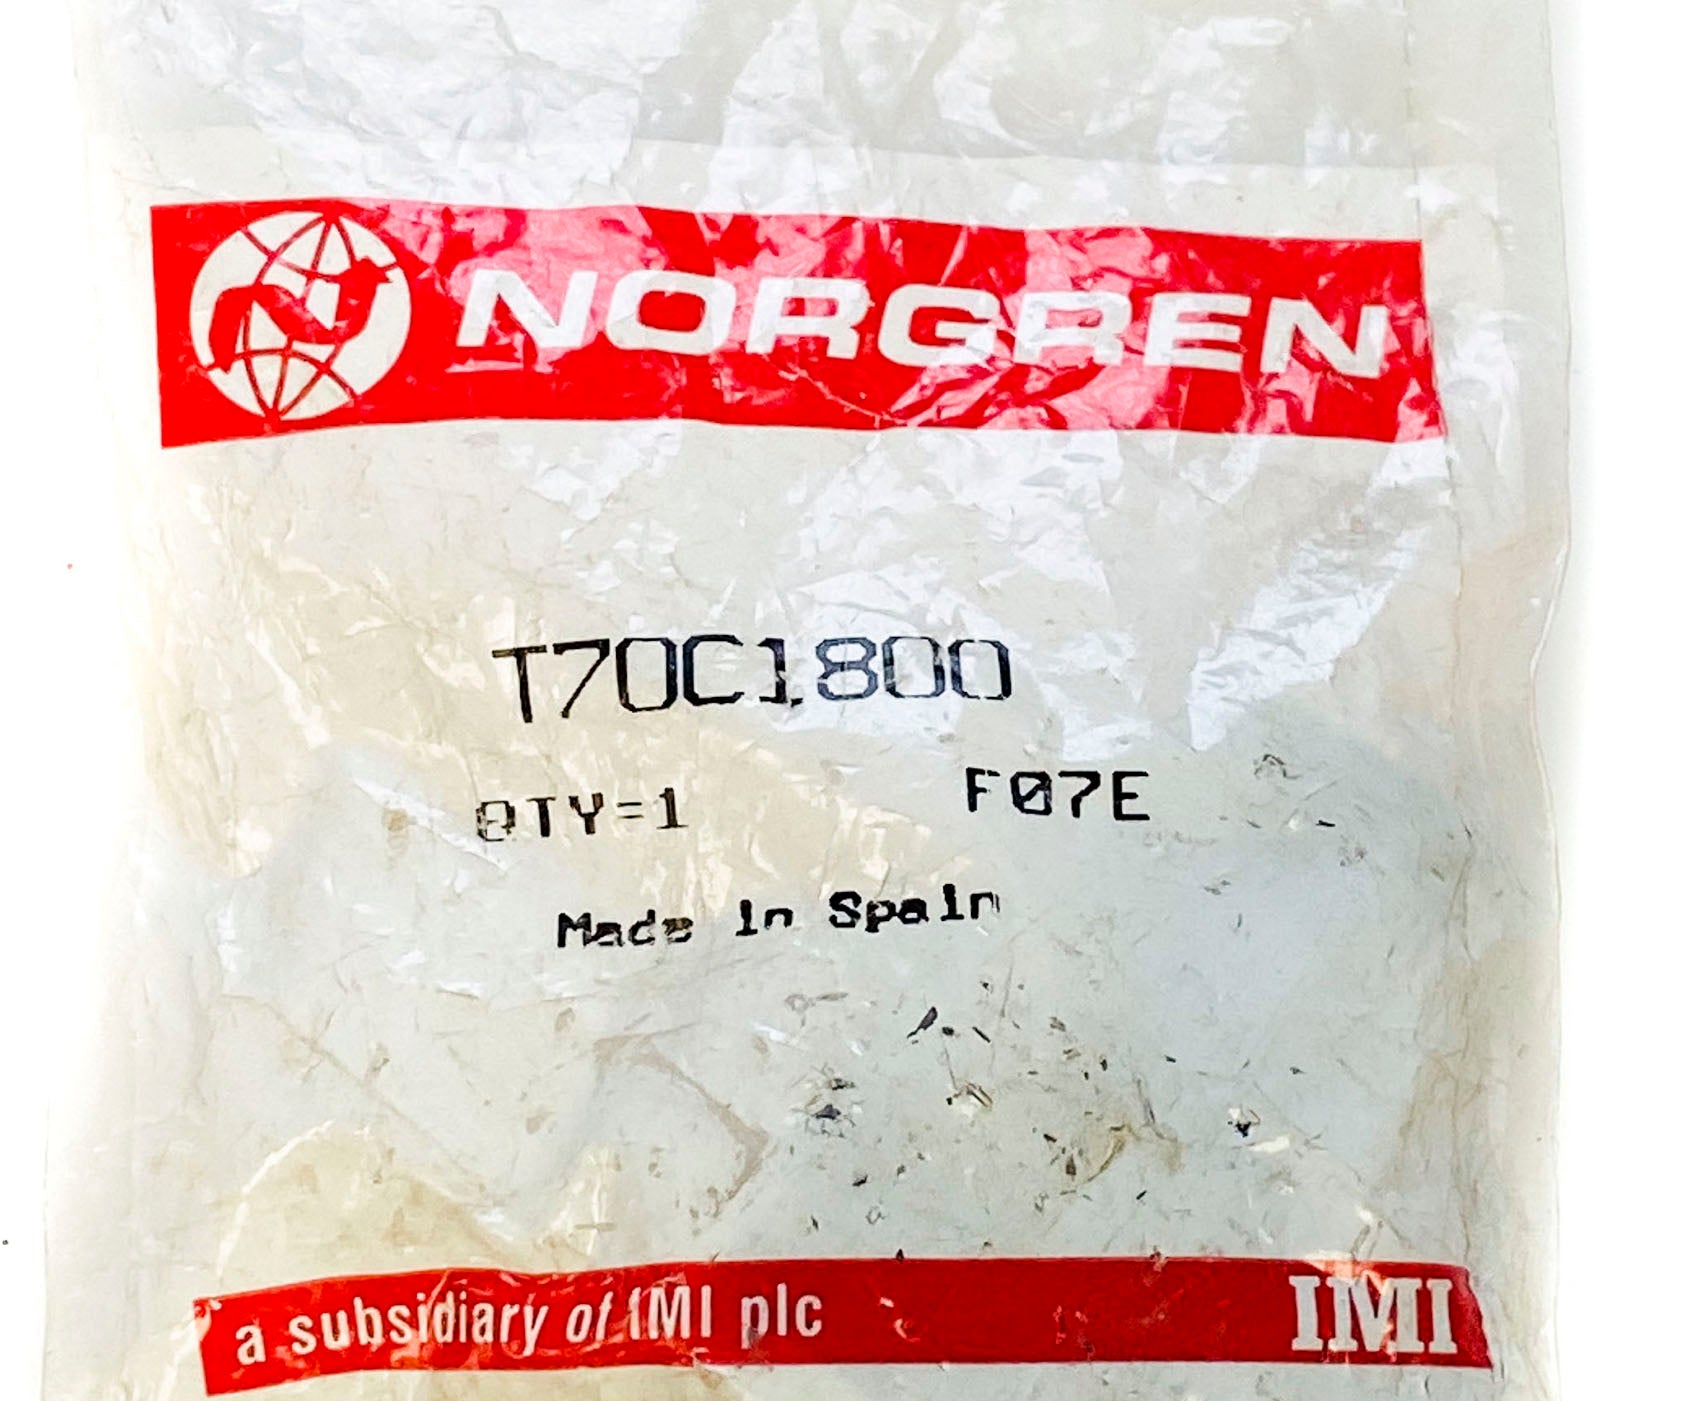 NORGREN
T70C1800
QTY=1 F07E
Made in Spain
a subsidiary of IMI plc IMI